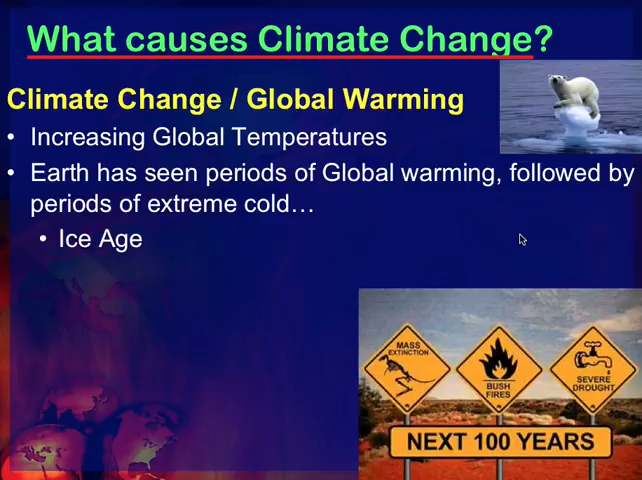 What causes Climate Change?
Climate Change / Global Warming
• Increasing Global Temperatures
• Earth has seen periods of Global warming, followed by
periods of extreme cold…
• Ice Age
MASS
EXTINCTION
BUSH
FIRES
SEVERE
DROUGHT
NEXT 100 YEARS